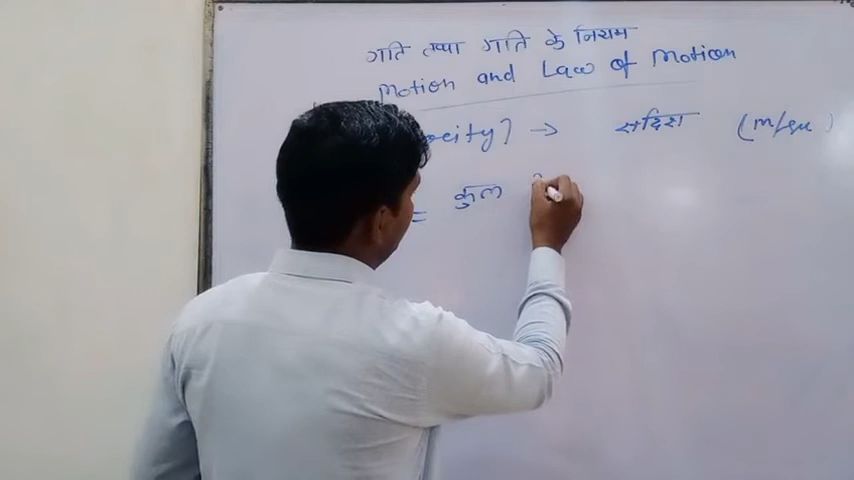 गति तथा गति के नियम
Motion and Law of Motion
ocity] → सदिश (m/sec)
= कुल